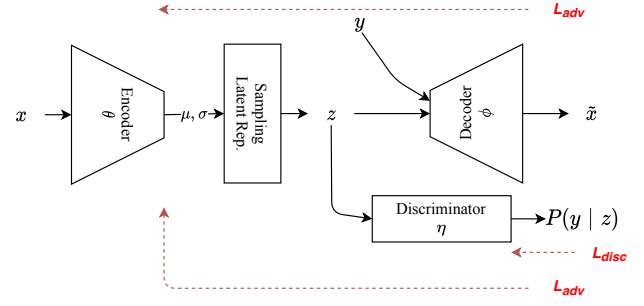 L_adv
y
x
Encoder
θ
μ, σ
Sampling
Latent Rep.
z
Decoder
ϕ
x̃
Discriminator
η
P(y | z)
L_disc
L_adv